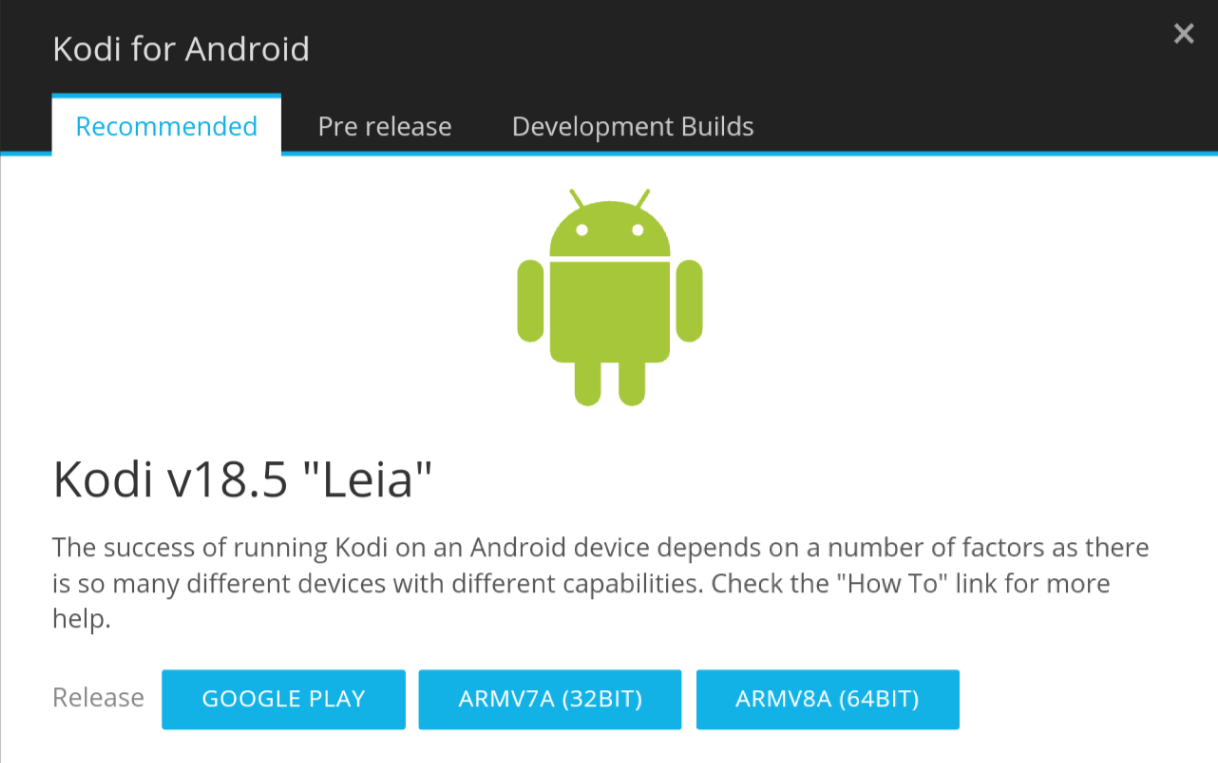 Kodi for Android
Recommended
Pre release
Development Builds
Kodi v18.5 "Leia"
The success of running Kodi on an Android device depends on a number of factors as there
is so many different devices with different capabilities. Check the "How To" link for more
help.
Release
GOOGLE PLAY
ARMV7A (32BIT)
ARMV8A (64BIT)